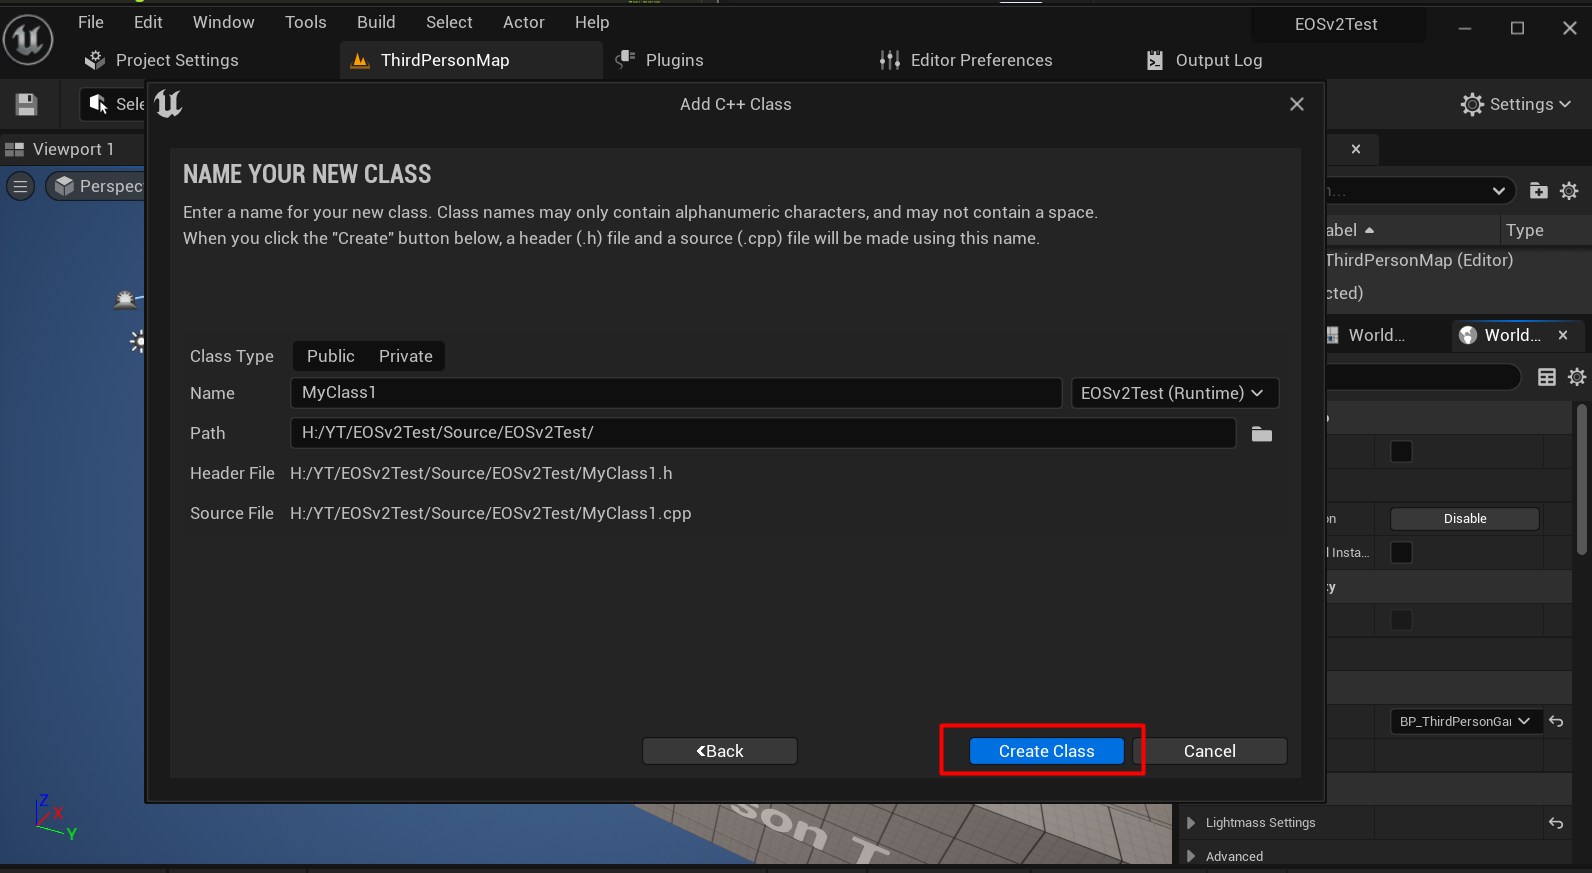 File Edit Window Tools Build Select Actor Help
EOSv2Test
Project Settings
ThirdPersonMap
Plugins
Editor Preferences
Output Log
Sele
Add C++ Class
Settings
Viewport 1
Perspec
NAME YOUR NEW CLASS
Enter a name for your new class. Class names may only contain alphanumeric characters, and may not contain a space.
When you click the "Create" button below, a header (.h) file and a source (.cpp) file will be made using this name.
abel
Type
ThirdPersonMap (Editor)
cted)
World...
World...
Class Type
Public Private
Name
MyClass1
EOSv2Test (Runtime)
Path
H:/YT/EOSv2Test/Source/EOSv2Test/
Header File
H:/YT/EOSv2Test/Source/EOSv2Test/MyClass1.h
Source File
H:/YT/EOSv2Test/Source/EOSv2Test/MyClass1.cpp
on
Disable
l Insta...
ty
BP_ThirdPersonGa
Back
Create Class
Cancel
Z
X
Y
son T
Lightmass Settings
Advanced